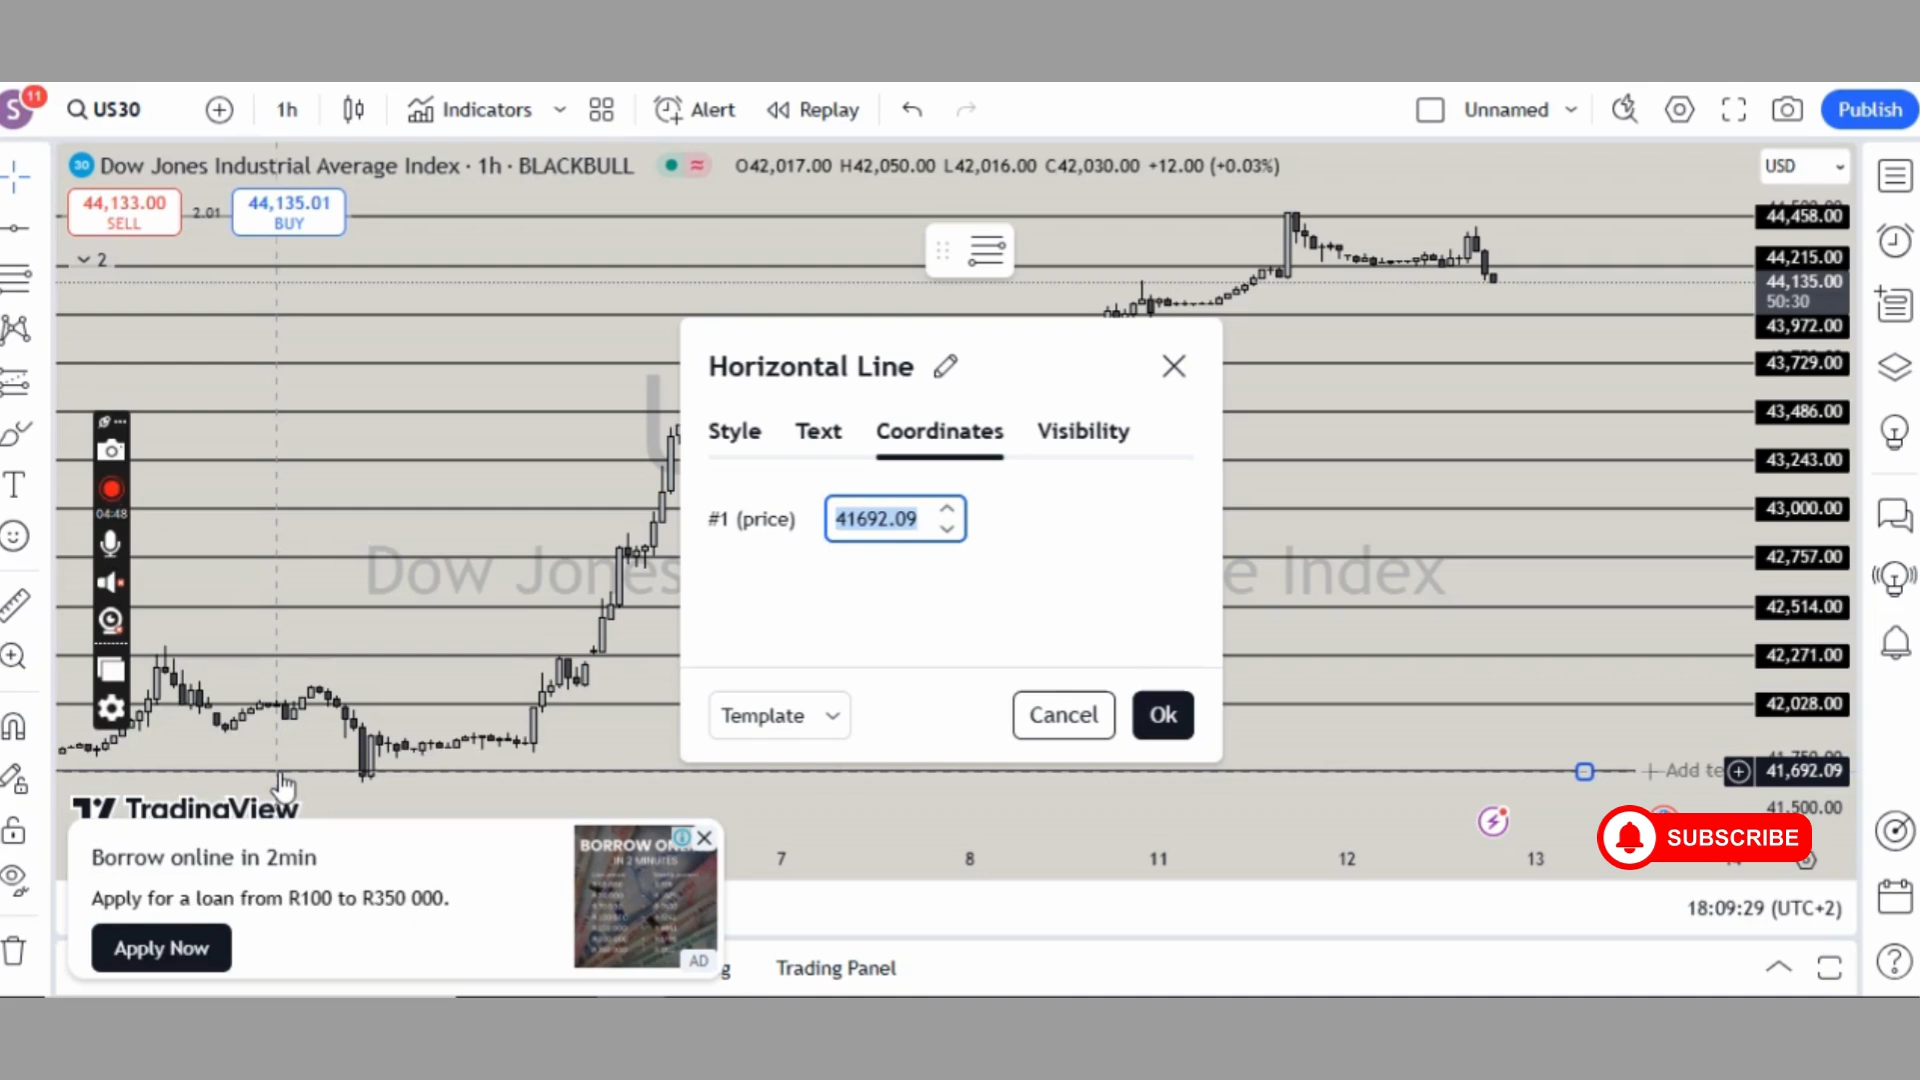 S
11
US30
1h
Indicators
Alert
Replay
Unnamed
Publish
30
Dow Jones Industrial Average Index · 1h · BLACKBULL
O42,017.00 H42,050.00 L42,016.00 C42,030.00 +12.00 (+0.03%)
USD
44,133.00
SELL
2.01
44,135.01
BUY
2
44,458.00
44,215.00
44,135.00
50:30
43,972.00
43,729.00
43,486.00
43,243.00
43,000.00
42,757.00
42,514.00
42,271.00
42,028.00
41,692.09
41,500.00
Horizontal Line
Style Text Coordinates Visibility
#1 (price)
41692.09
Template
Cancel
Ok
04:48
T
Dow Jones
e Index
Add te
TradingView
Borrow online in 2min
Apply for a loan from R100 to R350 000.
Apply Now
IN 2 MINUTES
AD
7
8
11
12
13
SUBSCRIBE
18:09:29 (UTC+2)
Trading Panel